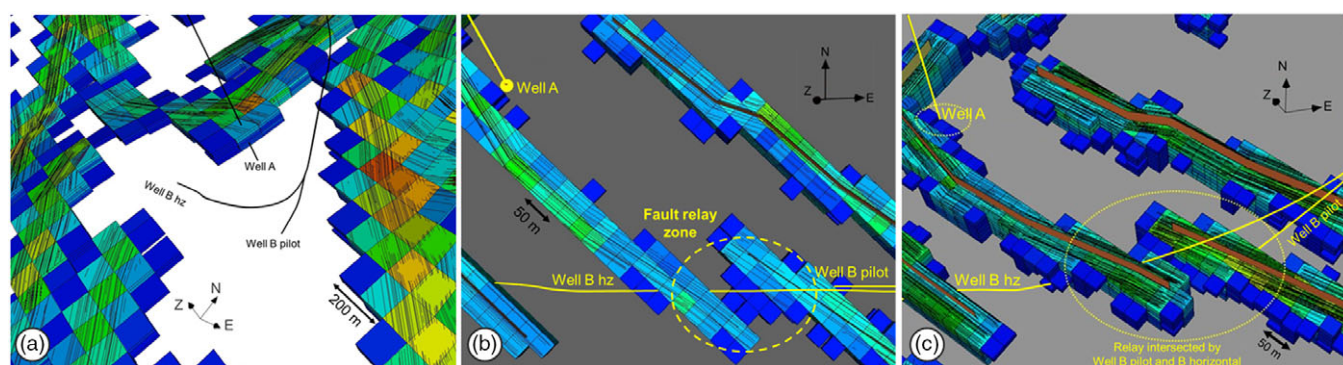 Well A
Well B hz
Well B pilot
Z
N
E
200 m
(a)
N
Z
E
Well A
50 m
Fault relay
zone
Well B pilot
Well B hz
(b)
N
Z
E
Well A
Well B pilot
Well B hz
50 m
Relay intersected by
Well B pilot and B horizontal
(c)